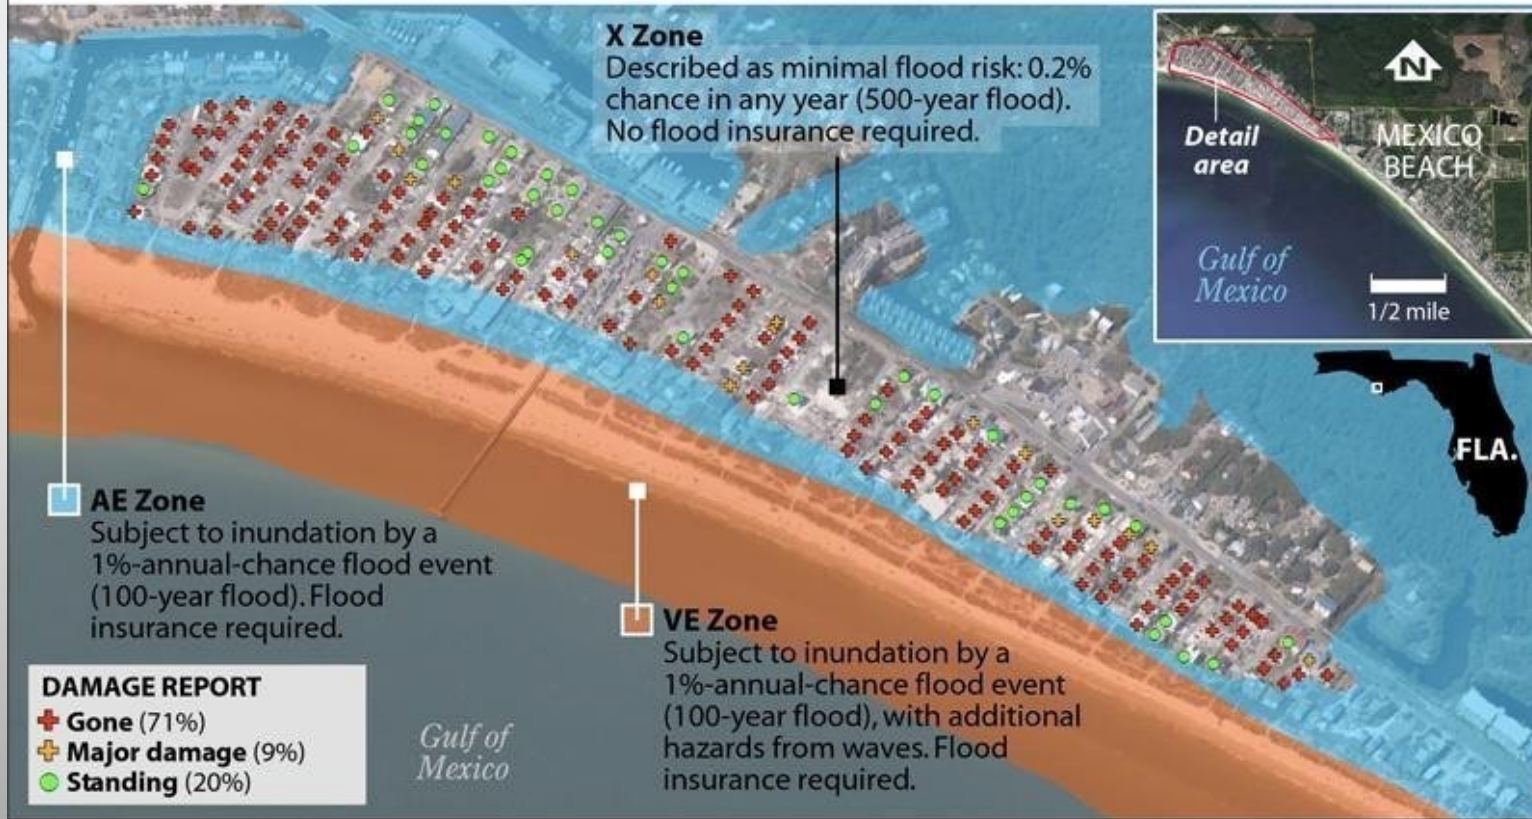 X Zone
Described as minimal flood risk: 0.2%
chance in any year (500-year flood).
No flood insurance required.
N
Detail
area
MEXICO
BEACH
Gulf of
Mexico
1/2 mile
FLA.
AE Zone
Subject to inundation by a
1%-annual-chance flood event
(100-year flood). Flood
insurance required.
VE Zone
Subject to inundation by a
1%-annual-chance flood event
(100-year flood), with additional
hazards from waves. Flood
insurance required.
DAMAGE REPORT
Gone (71%)
Major damage (9%)
Standing (20%)
Gulf of
Mexico